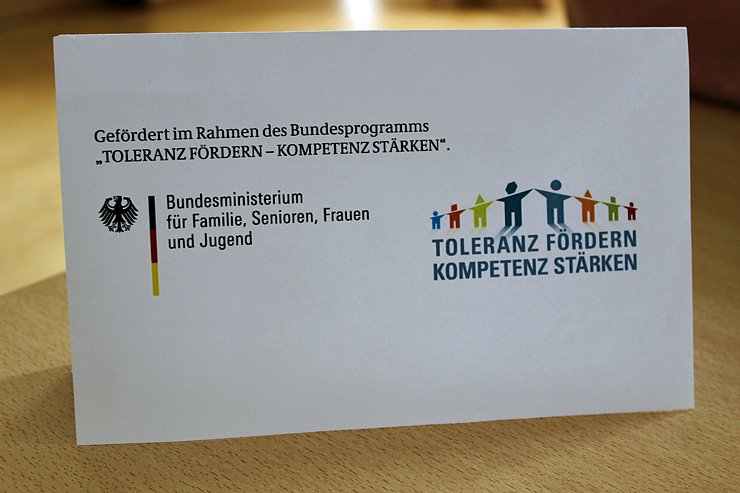 Gefördert im Rahmen des Bundesprogramms
„TOLERANZ FÖRDERN – KOMPETENZ STÄRKEN“.
Bundesministerium
für Familie, Senioren, Frauen
und Jugend
TOLERANZ FÖRDERN
KOMPETENZ STÄRKEN